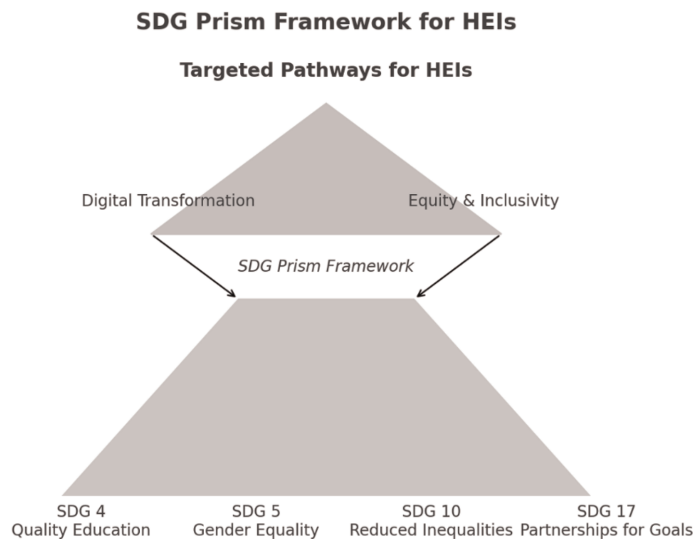 SDG Prism Framework for HEIs
Targeted Pathways for HEIs
Digital Transformation
Equity & Inclusivity
SDG Prism Framework
SDG 4
Quality Education
SDG 5
Gender Equality
SDG 10
Reduced Inequalities
SDG 17
Partnerships for Goals